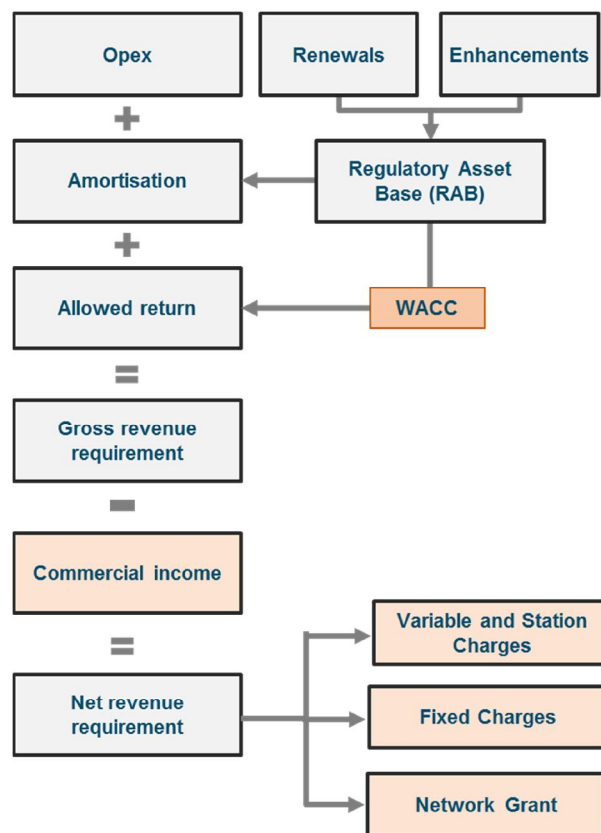 Opex
Renewals
Enhancements
+
Amortisation
Regulatory Asset
Base (RAB)
+
Allowed return
WACC
=
Gross revenue
requirement
-
Commercial income
=
Net revenue
requirement
Variable and Station
Charges
Fixed Charges
Network Grant